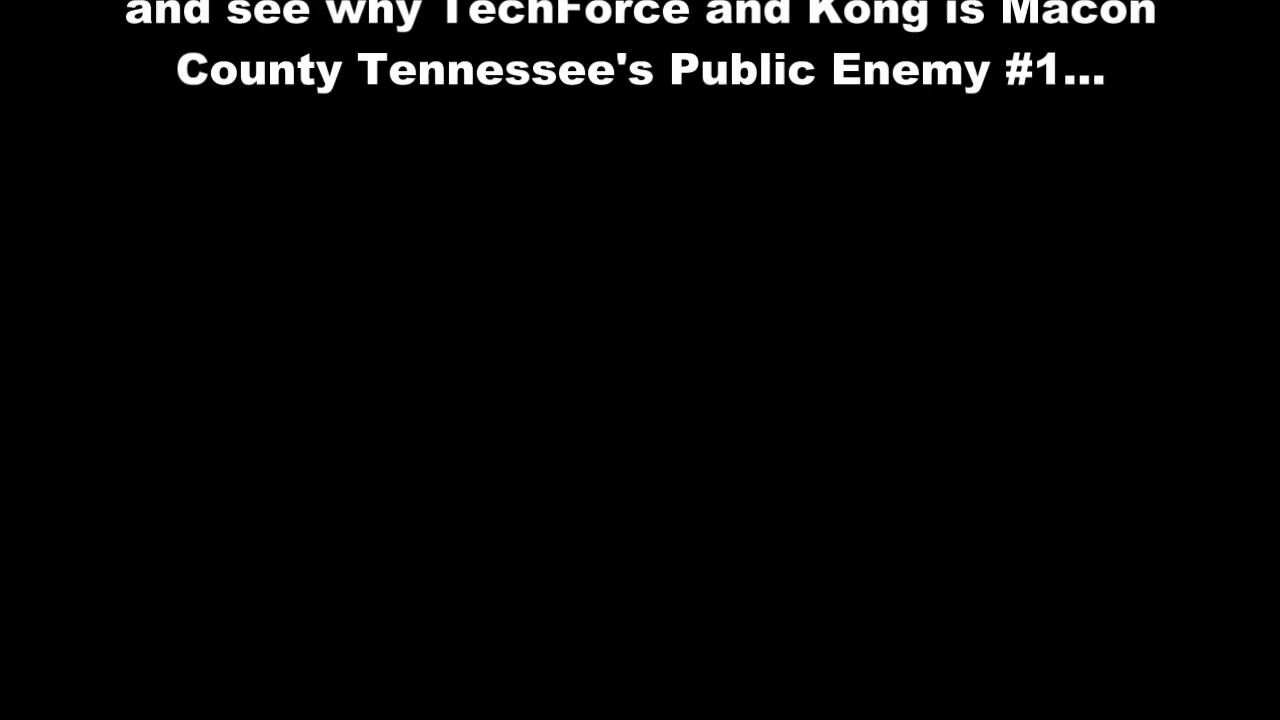 and see why TechForce and Kong is Macon
County Tennessee's Public Enemy #1...